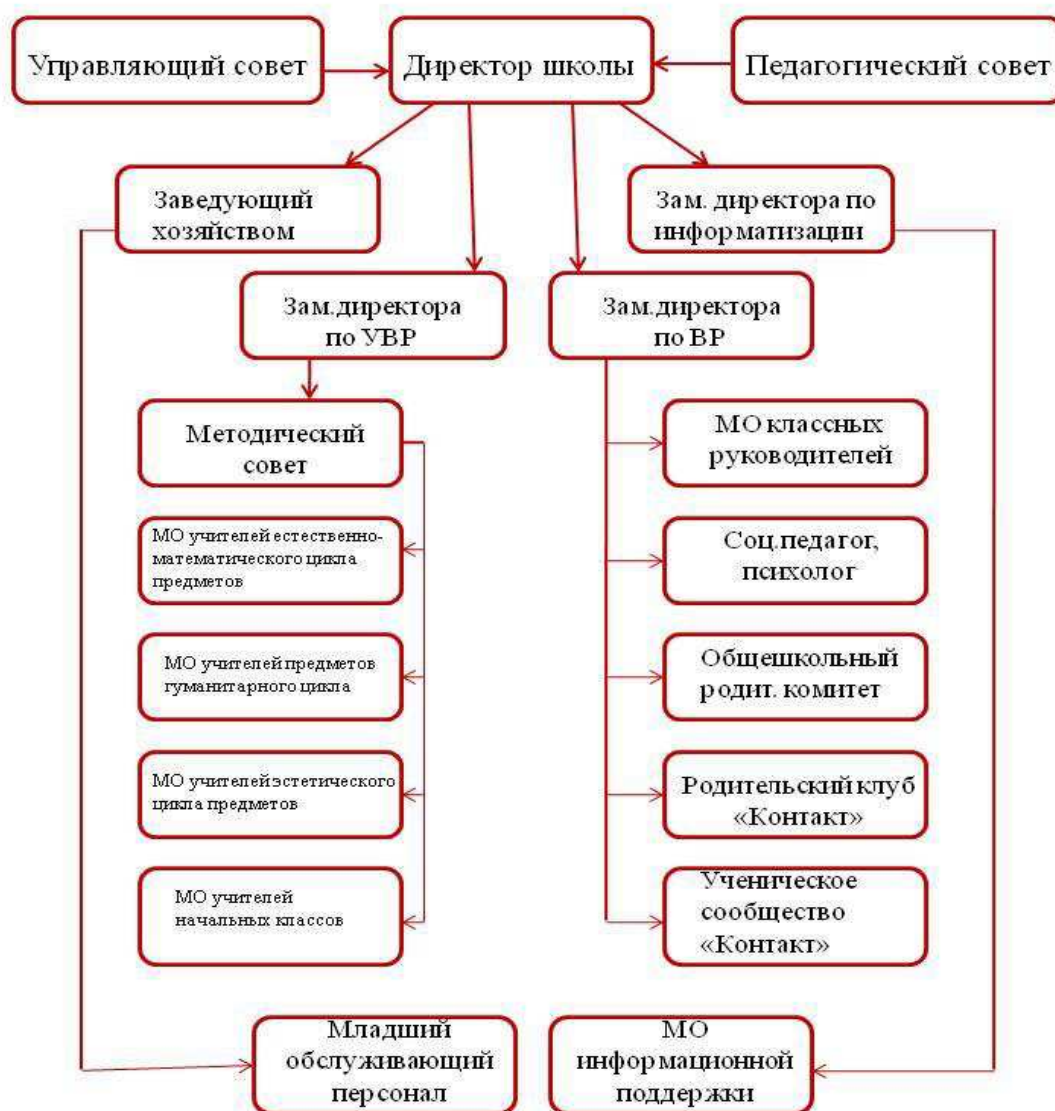 Управляющий совет
Директор школы
Педагогический совет
Заведующий
хозяйством
Зам. директора по
информатизации
Зам.директора
по УВР
Зам.директора
по ВР
Методический
совет
МО классных
руководителей
МО учителей естественно-
математического цикла
предметов
Соц.педагог,
психолог
МО учителей предметов
гуманитарного цикла
Общешкольный
родит. комитет
МО учителей эстетического
цикла предметов
Родительский клуб
«Контакт»
МО учителей
начальных классов
Ученическое
сообщество
«Контакт»
Младший
обслуживающий
персонал
МО
информационной
поддержки